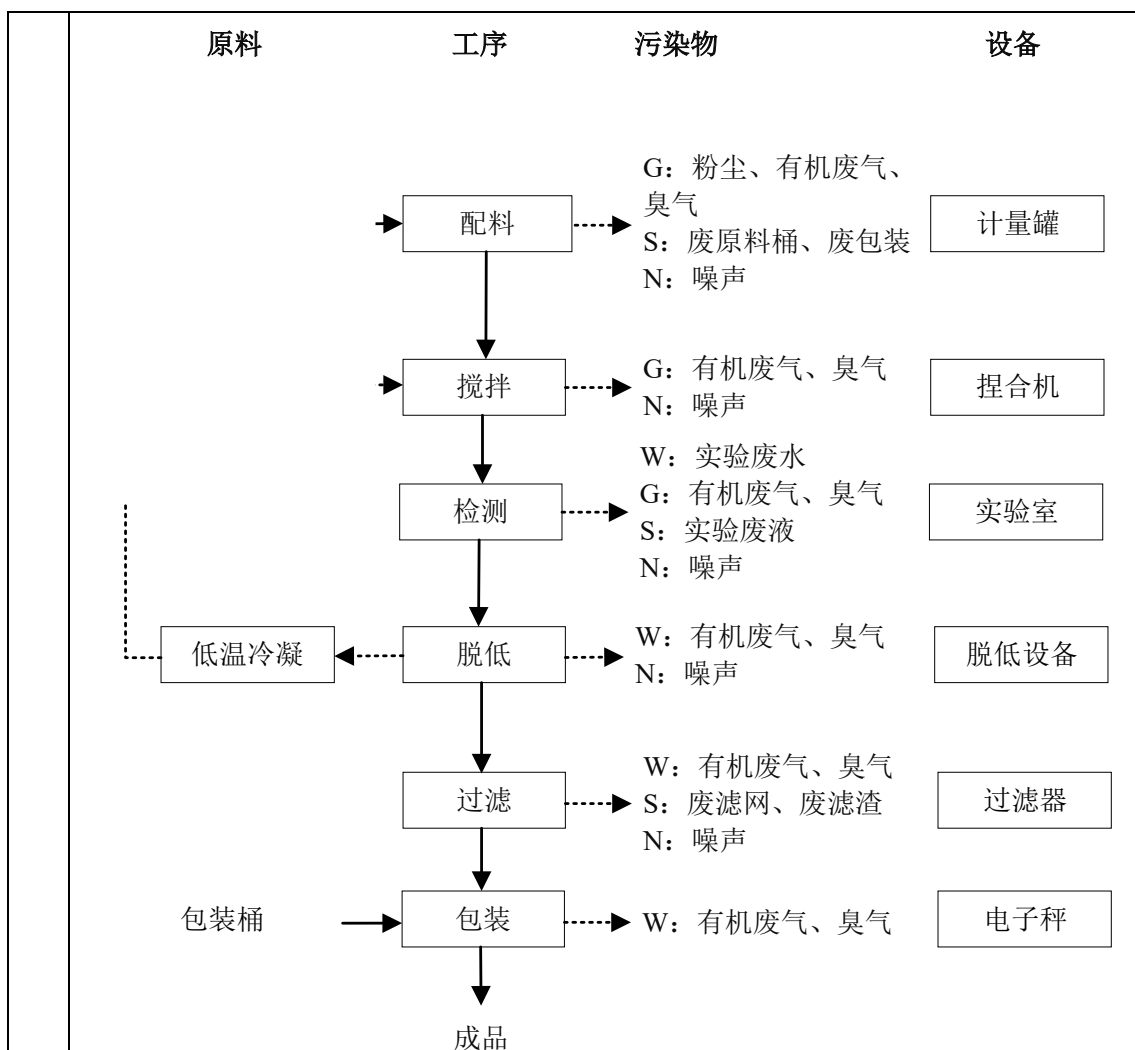 原料 工序 污染物 设备
G：粉尘、有机废气、
臭气
配料 计量罐
S：废原料桶、废包装
N：噪声
G：有机废气、臭气
搅拌 捏合机
N：噪声
W：实验废水
G：有机废气、臭气
检测 实验室
S：实验废液
N：噪声
W：有机废气、臭气
低温冷凝 脱低 脱低设备
N：噪声
W：有机废气、臭气
过滤 S：废滤网、废滤渣 过滤器
N：噪声
包装桶 包装 W：有机废气、臭气 电子秤
成品